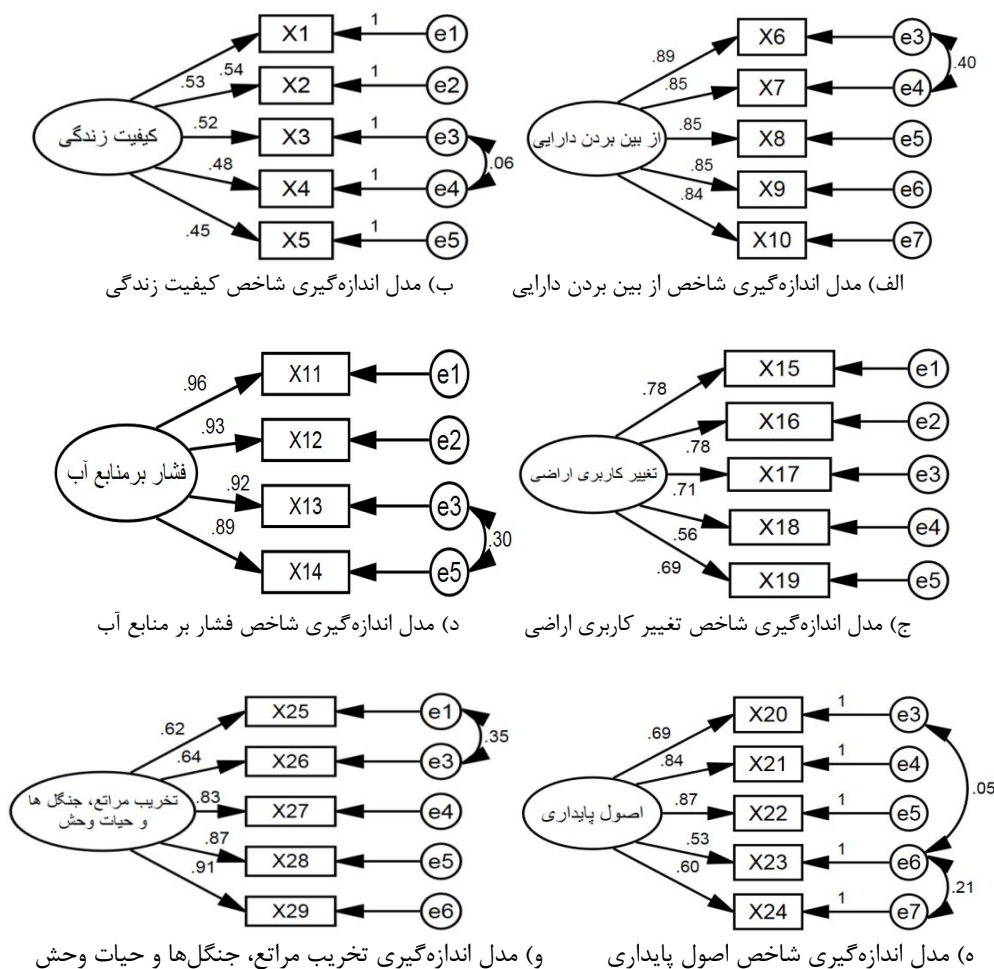 .89
.85
.85
.85
.84
از بین بردن دارایی
X6
X7
X8
X9
X10
e3
e4
e5
e6
e7
.40
الف) مدل اندازه‌گیری شاخص از بین بردن دارایی
.53
.54
.52
.48
.45
کیفیت زندگی
X1
X2
X3
X4
X5
1
1
1
1
1
e1
e2
e3
e4
e5
.06
ب) مدل اندازه‌گیری شاخص کیفیت زندگی
.78
.78
.71
.56
.69
تغییر کاربری اراضی
X15
X16
X17
X18
X19
e1
e2
e3
e4
e5
ج) مدل اندازه‌گیری شاخص تغییر کاربری اراضی
.96
.93
.92
.89
فشار برمنابع آب
X11
X12
X13
X14
e1
e2
e3
e5
.30
د) مدل اندازه‌گیری شاخص فشار بر منابع آب
.69
.84
.87
.53
.60
اصول پایداری
X20
X21
X22
X23
X24
1
1
1
1
1
e3
e4
e5
e6
e7
.05
.21
ه) مدل اندازه‌گیری شاخص اصول پایداری
.62
.64
.83
.87
.91
تخریب مراتع، جنگل ها
و حیات وحش
X25
X26
X27
X28
X29
e1
e3
e4
e5
e6
.35
و) مدل اندازه‌گیری تخریب مراتع، جنگل‌ها و حیات وحش